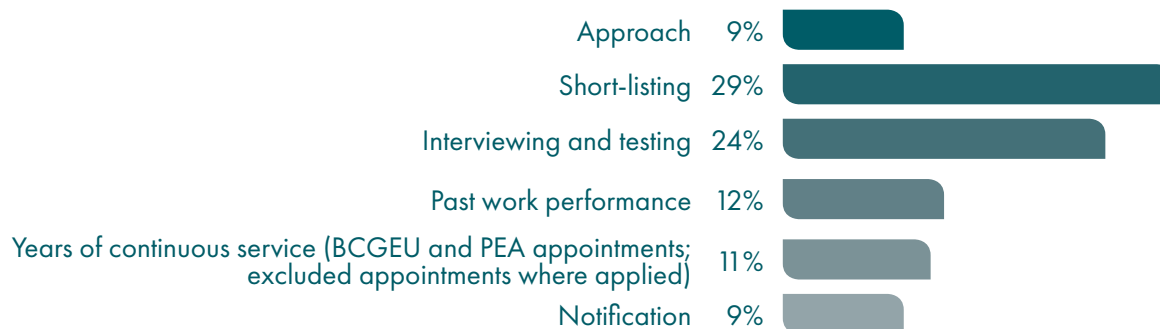 Approach 9%
Short-listing 29%
Interviewing and testing 24%
Past work performance 12%
Years of continuous service (BCGEU and PEA appointments;
excluded appointments where applied) 11%
Notification 9%